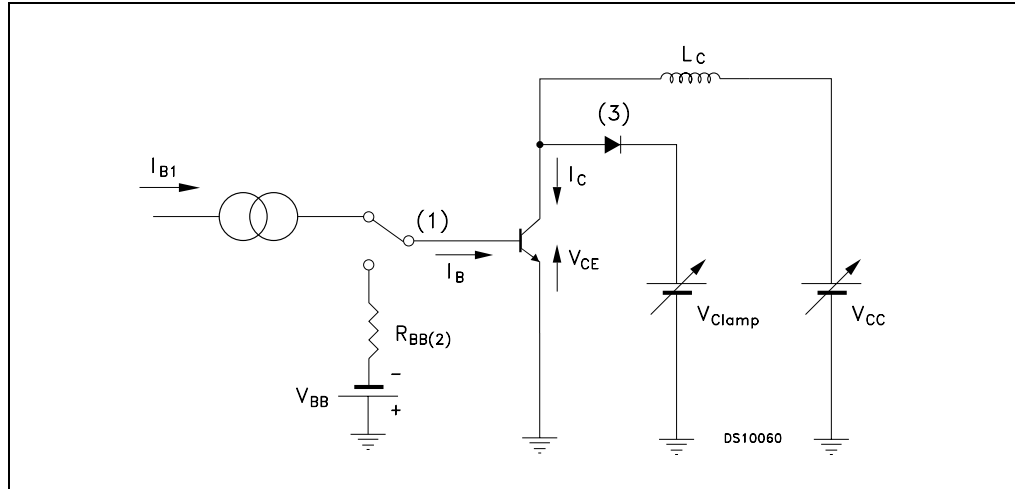 L C
(3)
I B1
I C
(1)
I B
V CE
R BB(2)
V Clamp
V CC
-
V BB
+
DS10060